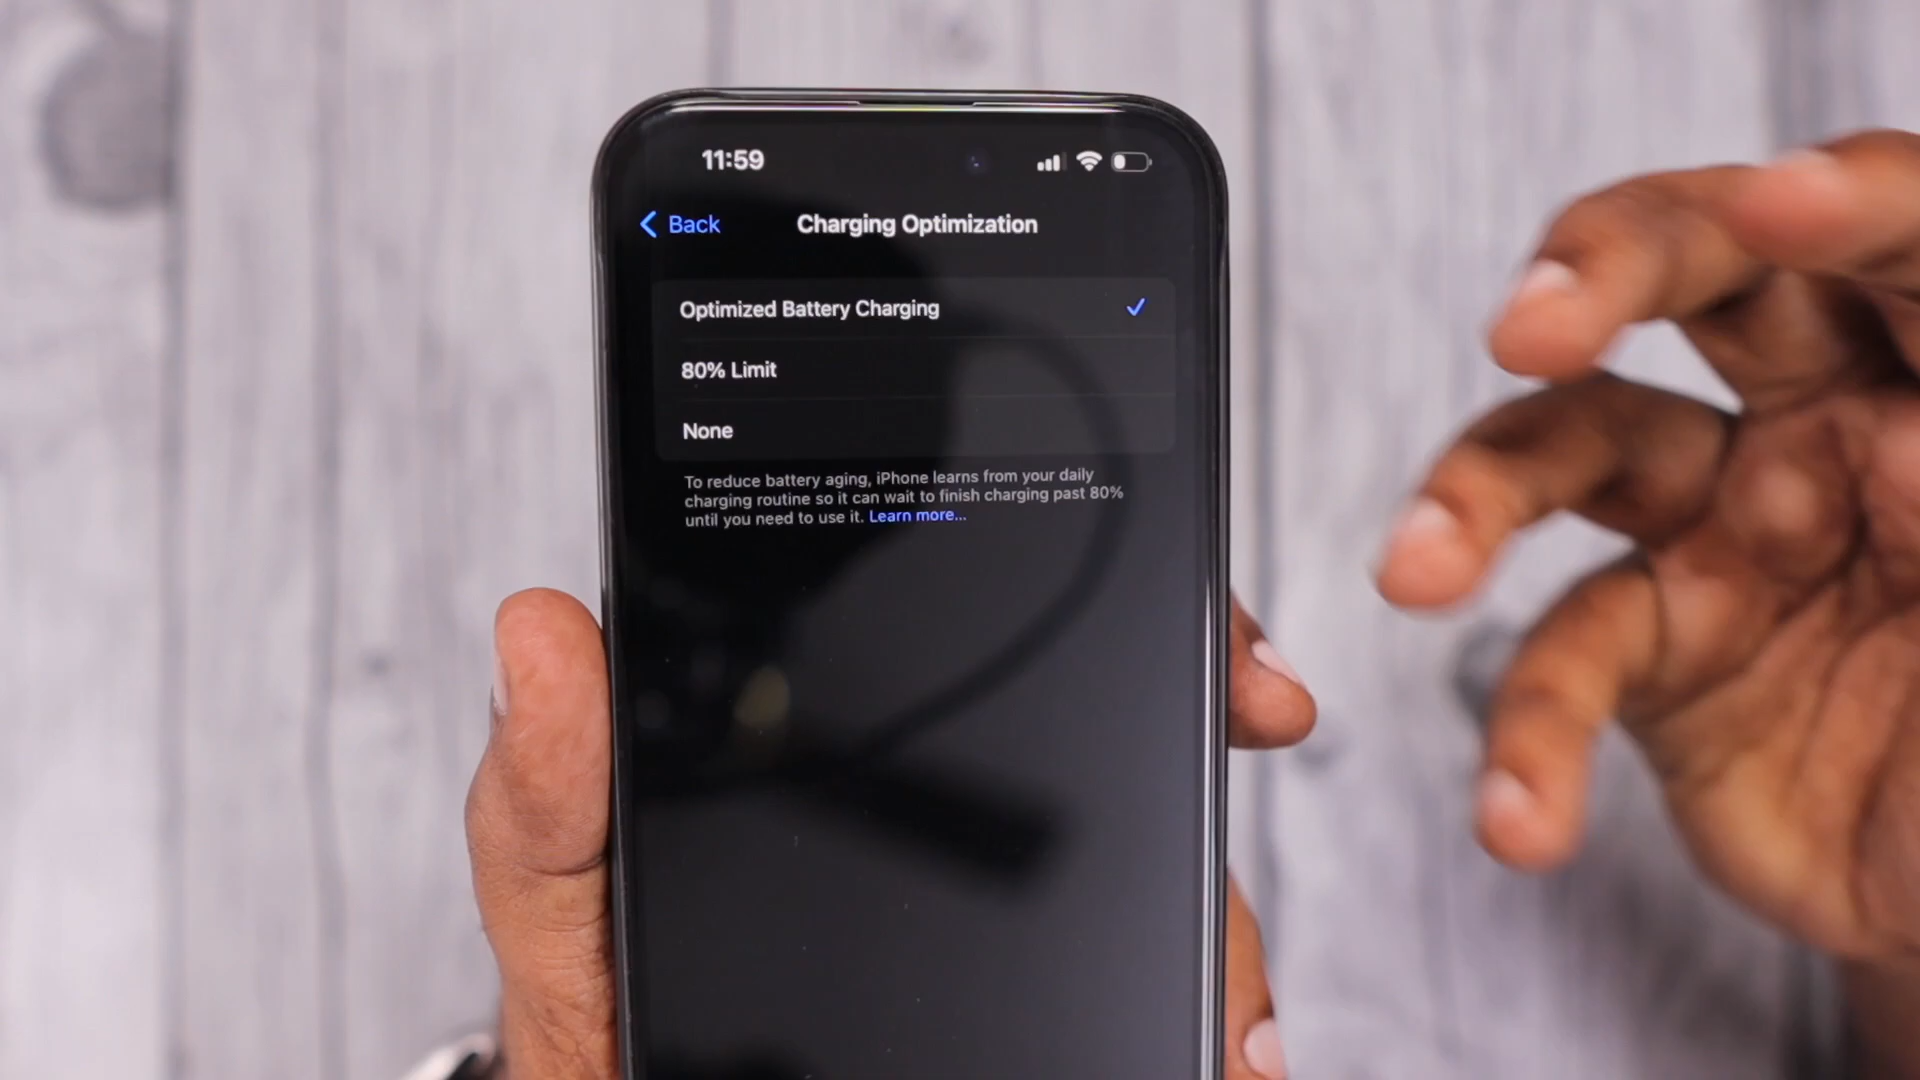 11:59
Back
Charging Optimization
Optimized Battery Charging
80% Limit
None
To reduce battery aging, iPhone learns from your daily
charging routine so it can wait to finish charging past 80%
until you need to use it. Learn more...